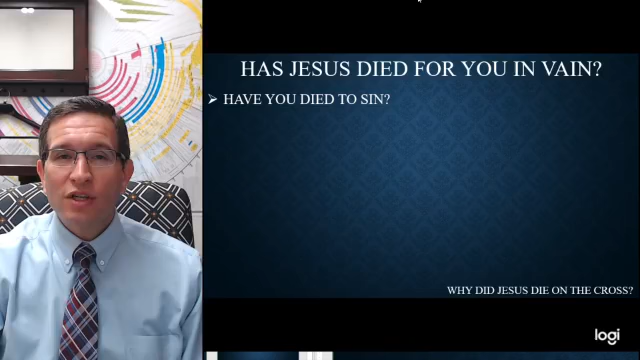 HAS JESUS DIED FOR YOU IN VAIN?
➢ HAVE YOU DIED TO SIN?
WHY DID JESUS DIE ON THE CROSS?
logi